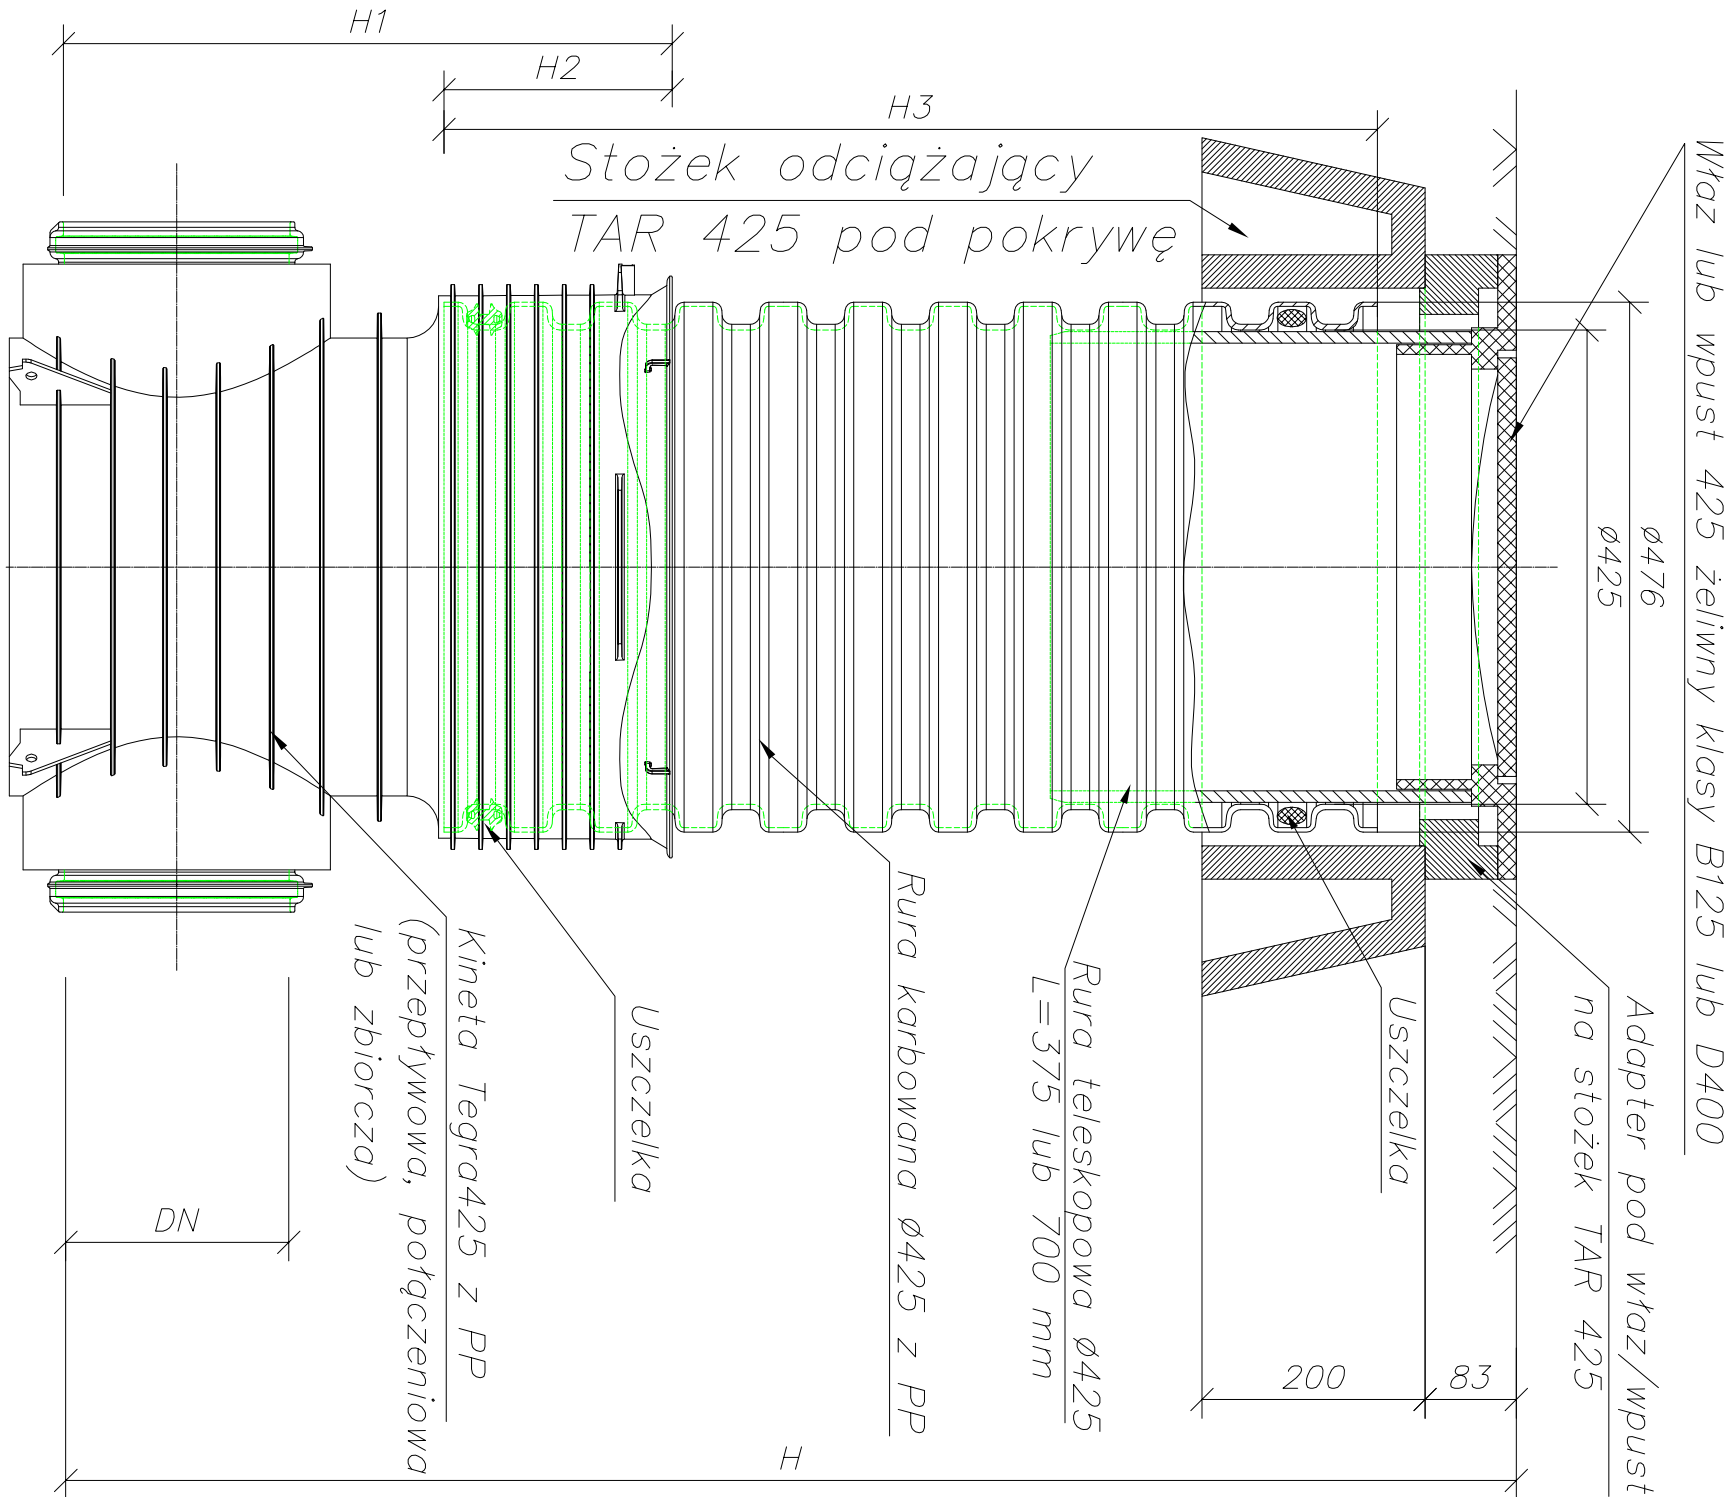 H1
H2
H3
Stożek odciążający
TAR 425 pod pokrywę
Właz lub wpust 425 żeliwny klasy B125 lub D400
ø476
ø425
Adapter pod właz/wpust
na stożek TAR 425
Uszczelka
Rura teleskopowa ø425
L=375 lub 700 mm
Rura karbowana ø425 z PP
Uszczelka
Kineta Tegra425 z PP
(przepływowa, połączeniowa
lub zbiorcza)
DN
200
83
H